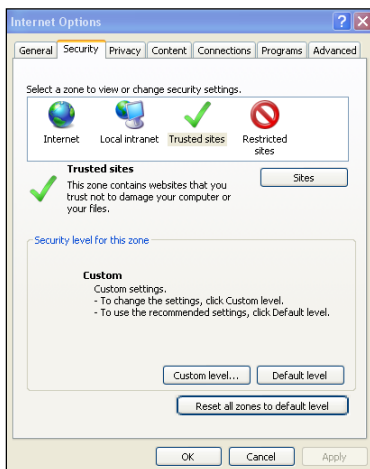 Internet Options
General Security Privacy Content Connections Programs Advanced
Select a zone to view or change security settings.
Internet Local intranet Trusted sites Restricted
sites
Trusted sites
Sites
This zone contains websites that you
trust not to damage your computer or
your files.
Security level for this zone
Custom
Custom settings.
- To change the settings, click Custom level.
- To use the recommended settings, click Default level.
Custom level... Default level
Reset all zones to default level
OK Cancel Apply